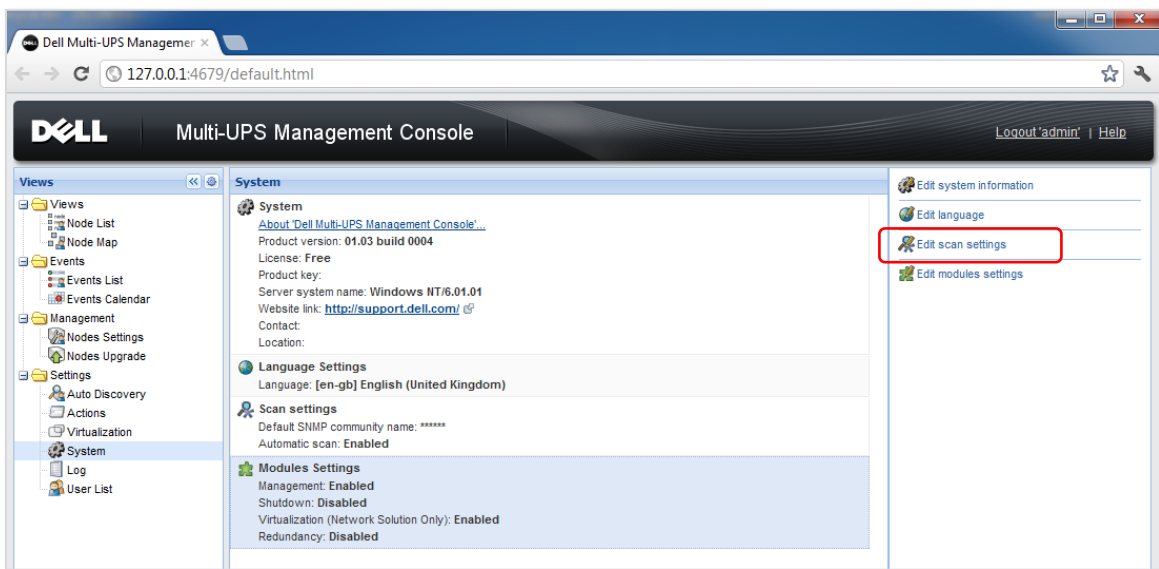 Dell Multi-UPS Managemer
127.0.0.1:4679/default.html
DELL
Multi-UPS Management Console
Logout 'admin' | Help
Views
Views
Node List
Node Map
Events
Events List
Events Calendar
Management
Nodes Settings
Nodes Upgrade
Settings
Auto Discovery
Actions
Virtualization
System
Log
User List
System
System
About 'Dell Multi-UPS Management Console'...
Product version: 01.03 build 0004
License: Free
Product key:
Server system name: Windows NT/6.01.01
Website link: http://support.dell.com/
Contact:
Location:
Language Settings
Language: [en-gb] English (United Kingdom)
Scan settings
Default SNMP community name: ******
Automatic scan: Enabled
Modules Settings
Management: Enabled
Shutdown: Disabled
Virtualization (Network Solution Only): Enabled
Redundancy: Disabled
Edit system information
Edit language
Edit scan settings
Edit modules settings